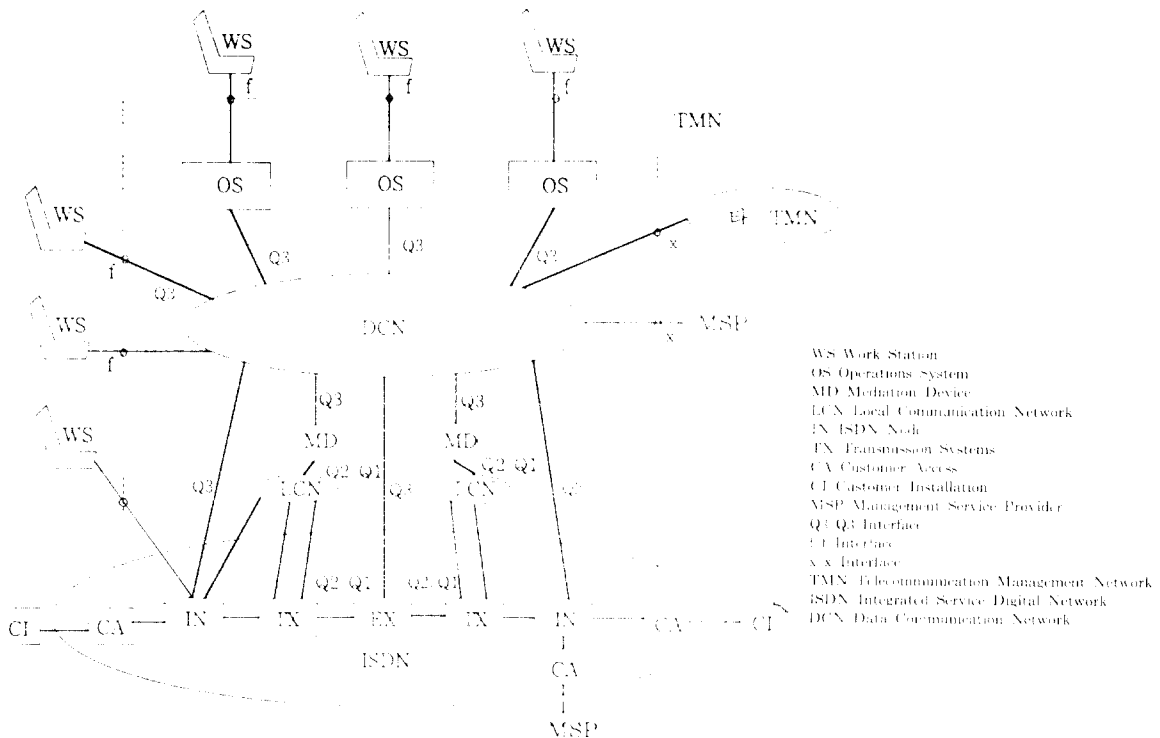 WS
WS
WS
f
f
f
TMN
OS
OS
OS
WS
타 TMN
f
Q3
Q3
Q3
Q3
x
WS
f
DCN
x
MSP
WS Work Station
OS Operations System
MD Mediation Device
LCN Local Communication Network
IN ISDN Node
TX Transmission Systems
CA Customer Access
CI Customer Installation
MSP Management Service Provider
Q3 Q3 Interface
f f Interface
x x Interface
TMN Telecommunication Management Network
ISDN Integrated Service Digital Network
DCN Data Communication Network
WS
Q3
Q3
MD
MD
Q2 Q1
Q2 Q1
LCN
LCN
Q3
Q3
Q2 Q1
Q2 Q1
CI
CA
IN
TX
EX
TX
IN
CA
CI
ISDN
CA
MSP